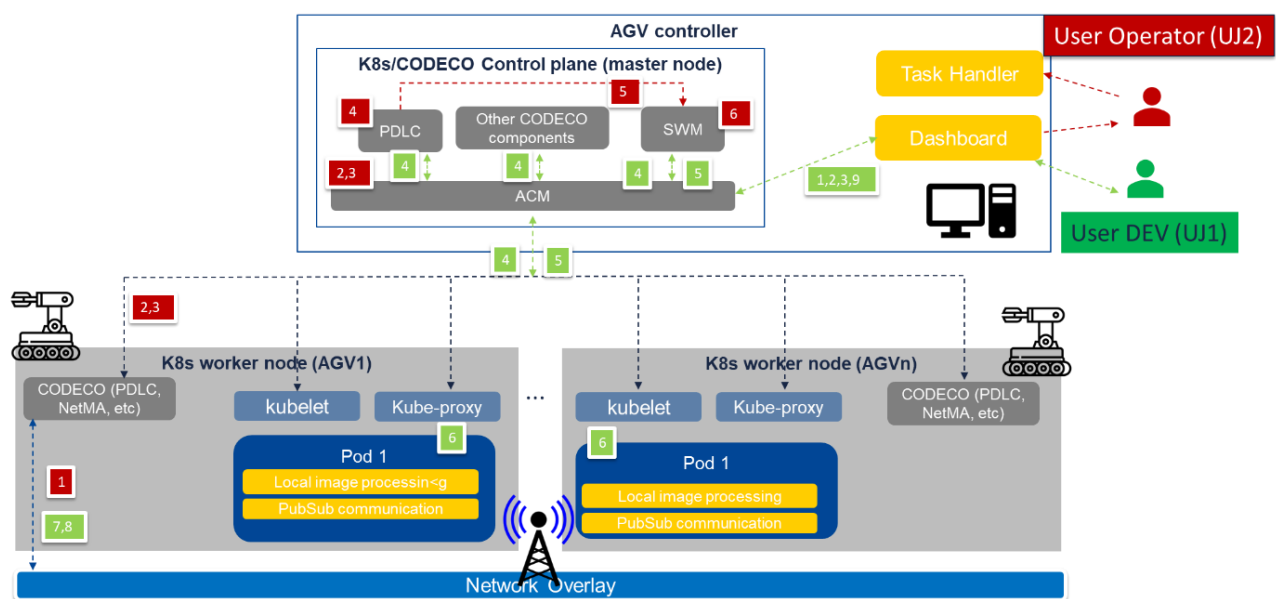 AGV controller
User Operator (UJ2)
K8s/CODECO Control plane (master node)
Task Handler
5
4
PDLC
Other CODECO
components
SWM
6
Dashboard
2,3
4
4
4
5
1,2,3,9
ACM
User DEV (UJ1)
4
5
2,3
K8s worker node (AGV1)
K8s worker node (AGVn)
CODECO (PDLC,
NetMA, etc)
kubelet
Kube-proxy
...
kubelet
Kube-proxy
CODECO (PDLC,
NetMA, etc)
6
6
Pod 1
Pod 1
1
Local image processin<g
Local image processing
7,8
PubSub communication
PubSub communication
Network Overlay